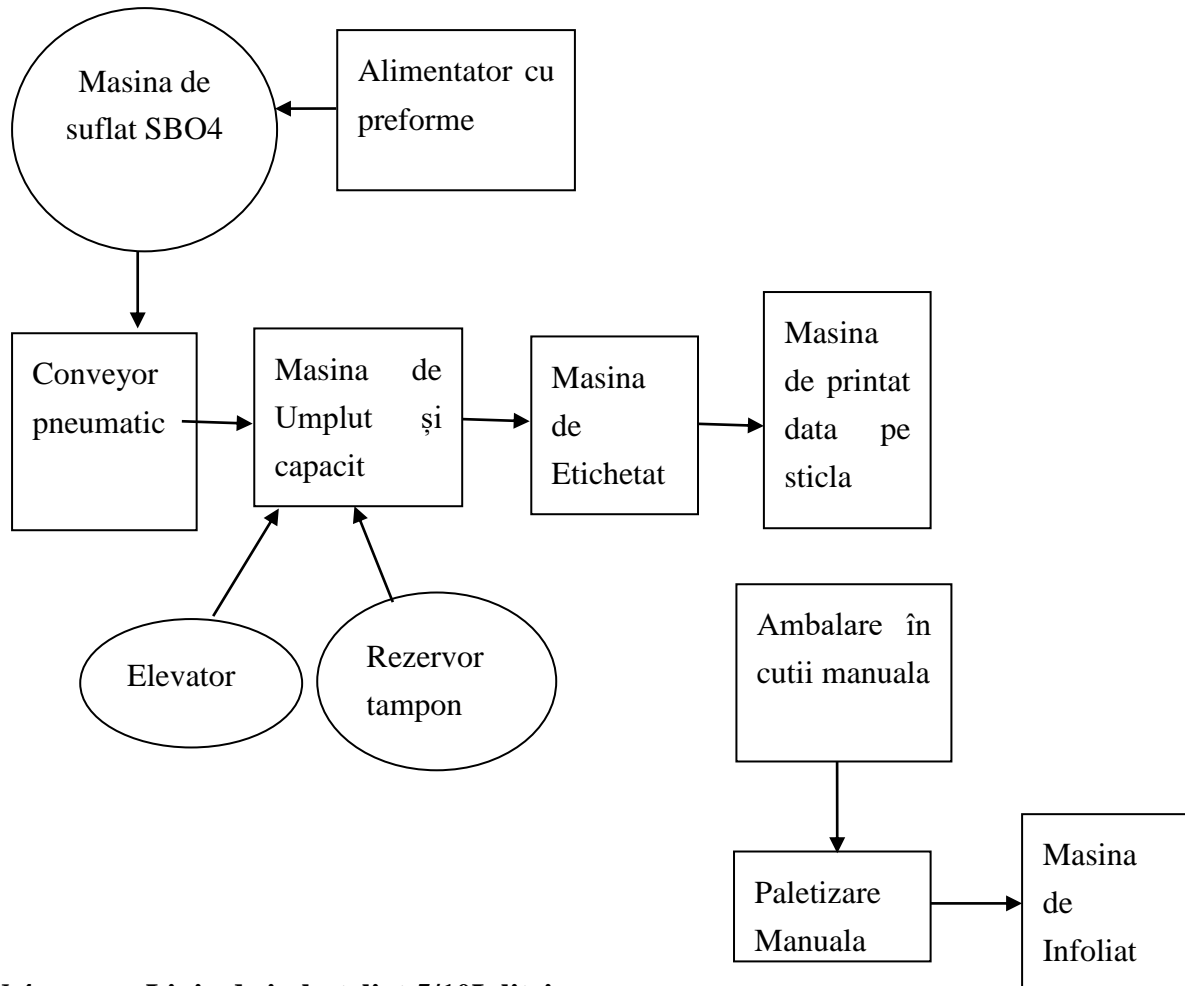 Masina de
suflat SBO4
Alimentator cu
preforme
Conveyor
pneumatic
Masina de
Umplut și
capacit
Masina
de
Etichetat
Masina
de printat
data pe
sticla
Elevator
Rezervor
tampon
Ambalare în
cutii manuala
Paletizare
Manuala
Masina
de
Infoliat